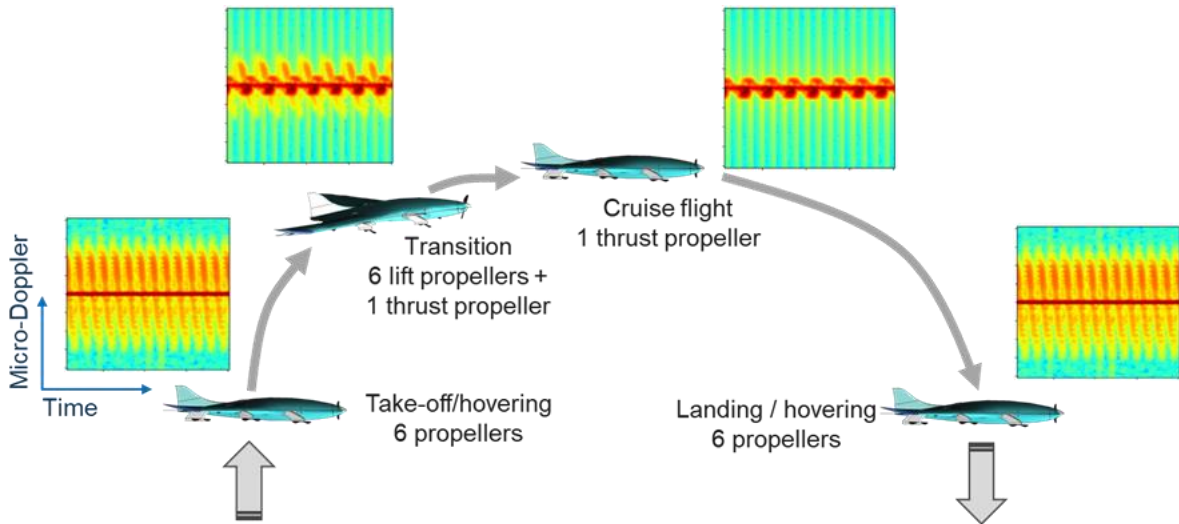 Cruise flight
1 thrust propeller
Transition
6 lift propellers +
1 thrust propeller
Micro-Doppler
Time
Take-off/hovering
6 propellers
Landing / hovering
6 propellers